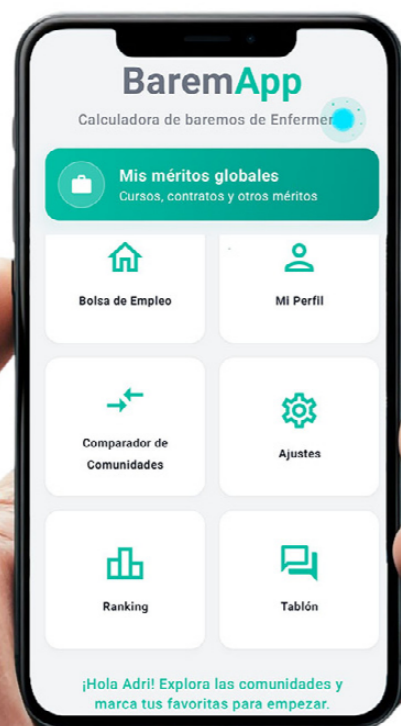 BaremApp
Calculadora de baremos de Enfermer
Mis méritos globales
Cursos, contratos y otros méritos
Bolsa de Empleo
Mi Perfil
Comparador de
Comunidades
Ajustes
Ranking
Tablón
¡Hola Adri! Explora las comunidades y
marca tus favoritas para empezar.